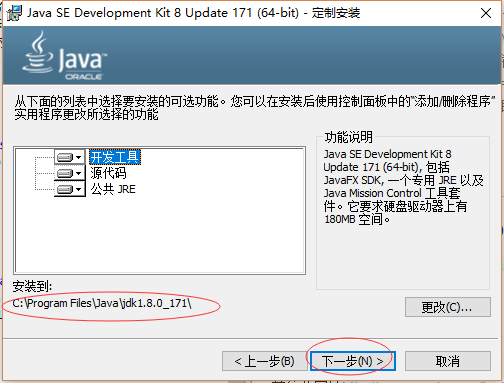 Java SE Development Kit 8 Update 171 (64-bit) - 定制安装
Java
ORACLE
从下面的列表中选择要安装的可选功能。您可以在安装后使用控制面板中的“添加/删除程序”
实用程序更改所选择的功能
开发工具
源代码
公共 JRE
功能说明
Java SE Development Kit 8
Update 171 (64-bit), 包括
JavaFX SDK, 一个专用 JRE 以及
Java Mission Control 工具套
件。它要求硬盘驱动器上有
180MB 空间。
安装到:
C:\Program Files\Java\jdk1.8.0_171\
更改(C)...
< 上一步(B)
下一步(N) >
取消